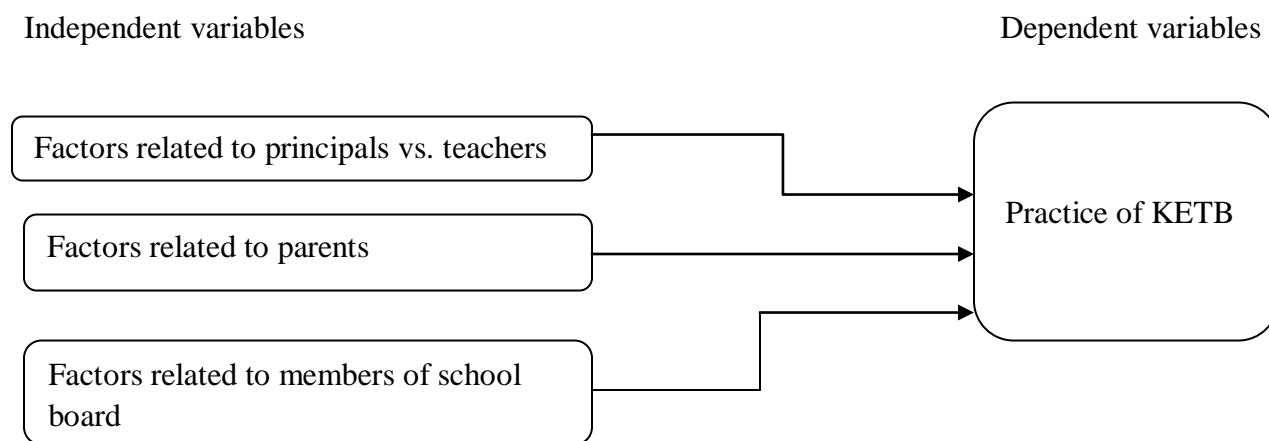 Independent variables
Dependent variables
Factors related to principals vs. teachers
Factors related to parents
Factors related to members of school
board
Practice of KETB